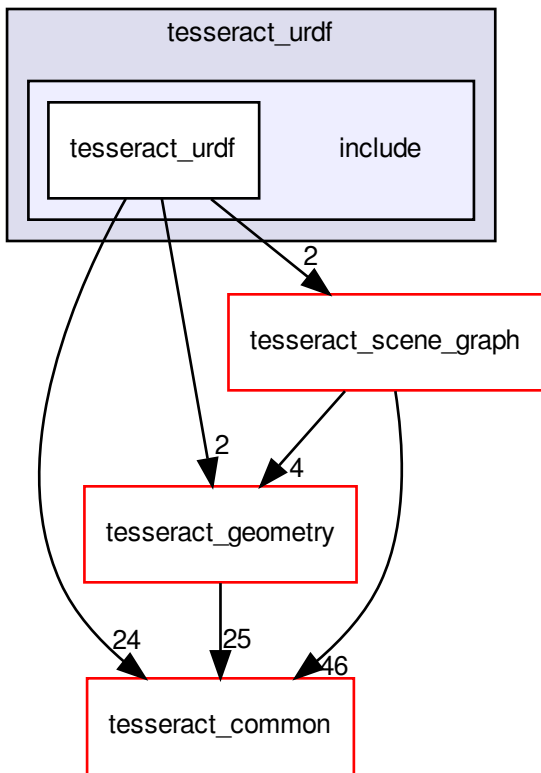 tesseract_urdf
tesseract_urdf
include
2
tesseract_scene_graph
2
4
tesseract_geometry
24
25
46
tesseract_common